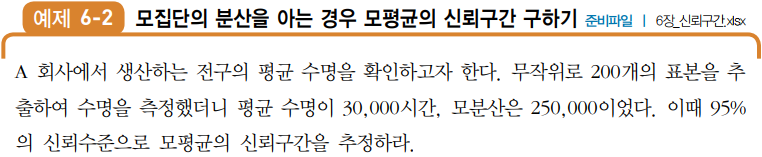 예제 6-2 모집단의 분산을 아는 경우 모평균의 신뢰구간 구하기 준비파일 | 6장_신뢰구간.xlsx
A 회사에서 생산하는 전구의 평균 수명을 확인하고자 한다. 무작위로 200개의 표본을 추
출하여 수명을 측정했더니 평균 수명이 30,000시간, 모분산은 250,000이었다. 이때 95%
의 신뢰수준으로 모평균의 신뢰구간을 추정하라.